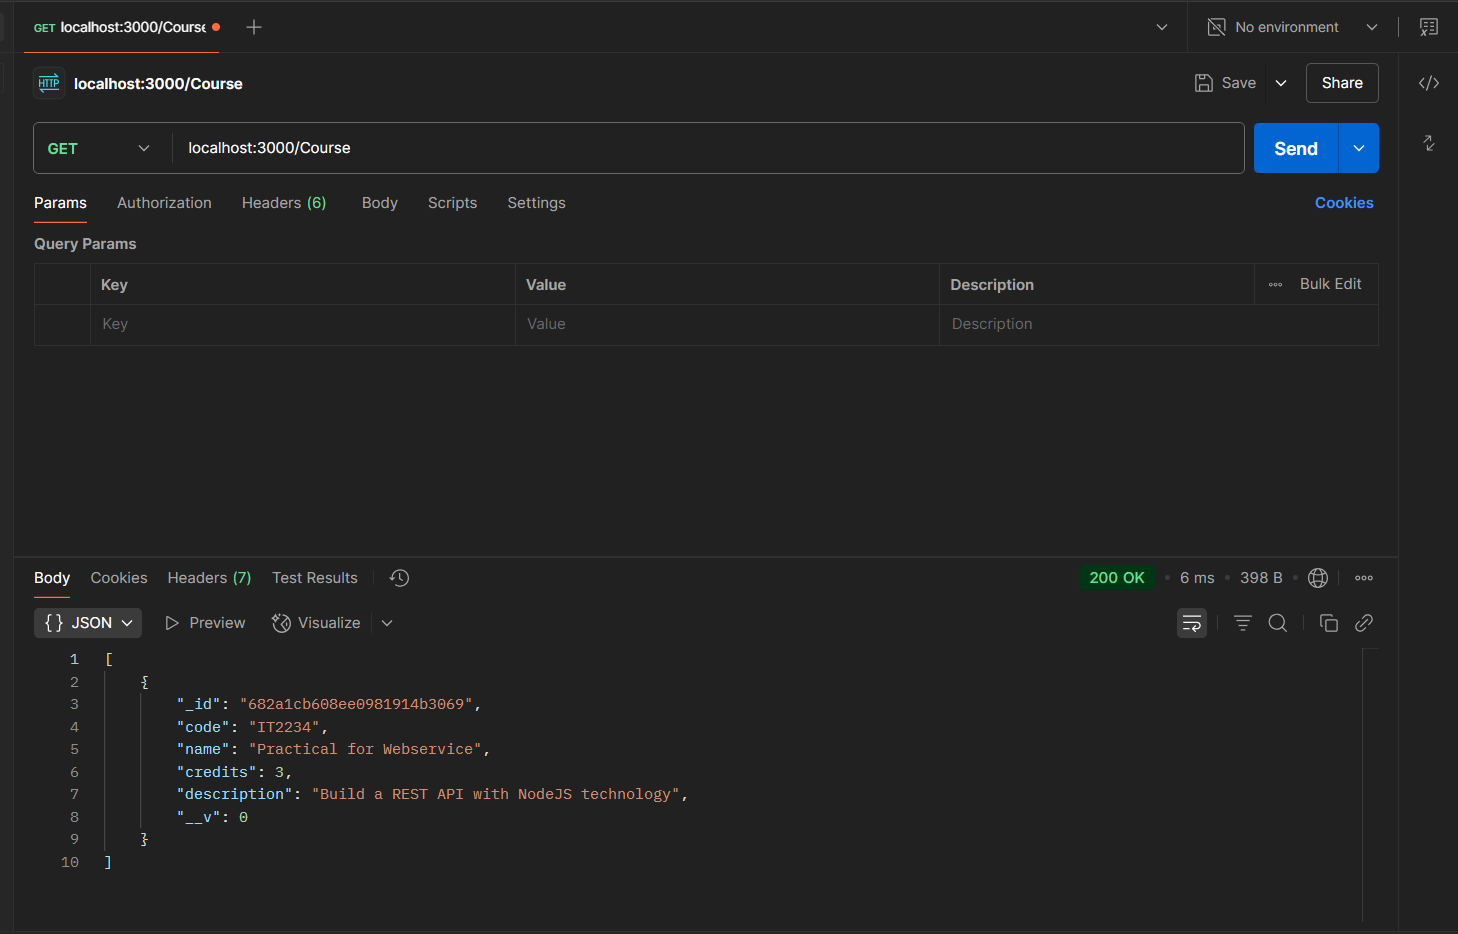 GET localhost:3000/Course
No environment
HTTP localhost:3000/Course
Save
Share
GET
localhost:3000/Course
Send
Params Authorization Headers (6) Body Scripts Settings
Cookies
Query Params
Key Value Description Bulk Edit
Key Value Description
Body Cookies Headers (7) Test Results
200 OK • 6 ms • 398 B
{} JSON Preview Visualize
1 [
2 {
3 "_id": "682a1cb608ee0981914b3069",
4 "code": "IT2234",
5 "name": "Practical for Webservice",
6 "credits": 3,
7 "description": "Build a REST API with NodeJS technology",
8 "__v": 0
9 }
10 ]